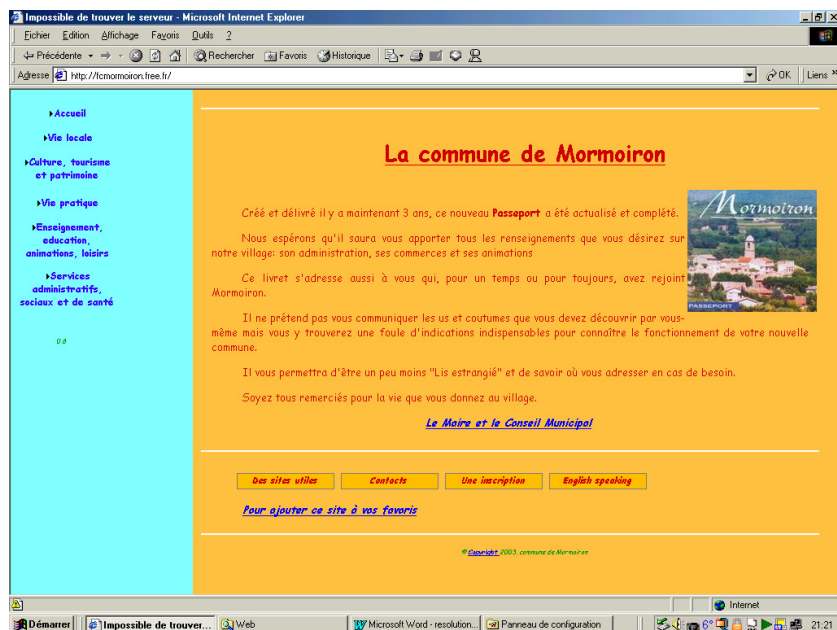 Impossible de trouver le serveur - Microsoft Internet Explorer
Fichier Edition Affichage Favoris Outils ?
Précédente Rechercher Favoris Historique
Adresse http://fcmormoiron.free.fr/ OK Liens »
Accueil
Vie locale
Culture, tourisme
et patrimoine
Vie pratique
Enseignement,
education,
animations, loisirs
Services
administratifs,
sociaux et de santé
La commune de Mormoiron
Mormoiron
PASSEPORT
Créé et délivré il y a maintenant 3 ans, ce nouveau Passeport a été actualisé et complété.
Nous espérons qu'il saura vous apporter tous les renseignements que vous désirez sur
notre village: son administration, ses commerces et ses animations
Ce livret s'adresse aussi à vous qui, pour un temps ou pour toujours, avez rejoint
Mormoiron.
Il ne prétend pas vous communiquer les us et coutumes que vous devez découvrir par vous-
même mais vous y trouverez une foule d'indications indispensables pour connaître le fonctionnement de votre nouvelle
commune.
Il vous permettra d'être un peu moins "Lis estrangié" et de savoir où vous adresser en cas de besoin.
Soyez tous remerciés pour la vie que vous donnez au village.
Le Maire et le Conseil Municipal
Des sites utiles Contacts Une inscription English speaking
Pour ajouter ce site à vos favoris
© Copyright 2003, commune de Mormoiron
Internet
Démarrer Impossible de trouver... Web Microsoft Word - resolution... Panneau de configuration 6° 21:21